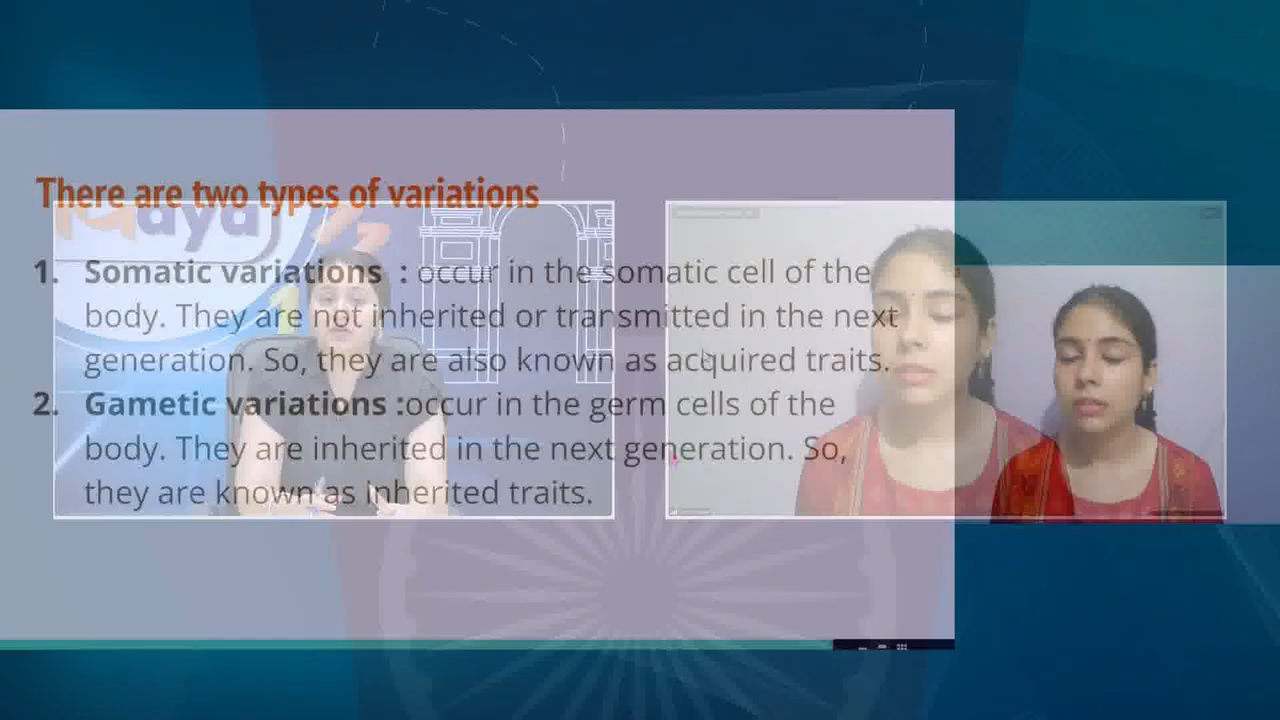 There are two types of variations
Maya
1. Somatic variations : occur in the somatic cell of the
body. They are not inherited or transmitted in the next
generation. So, they are also known as acquired traits.
2. Gametic variations :occur in the germ cells of the
body. They are inherited in the next generation. So,
they are known as inherited traits.